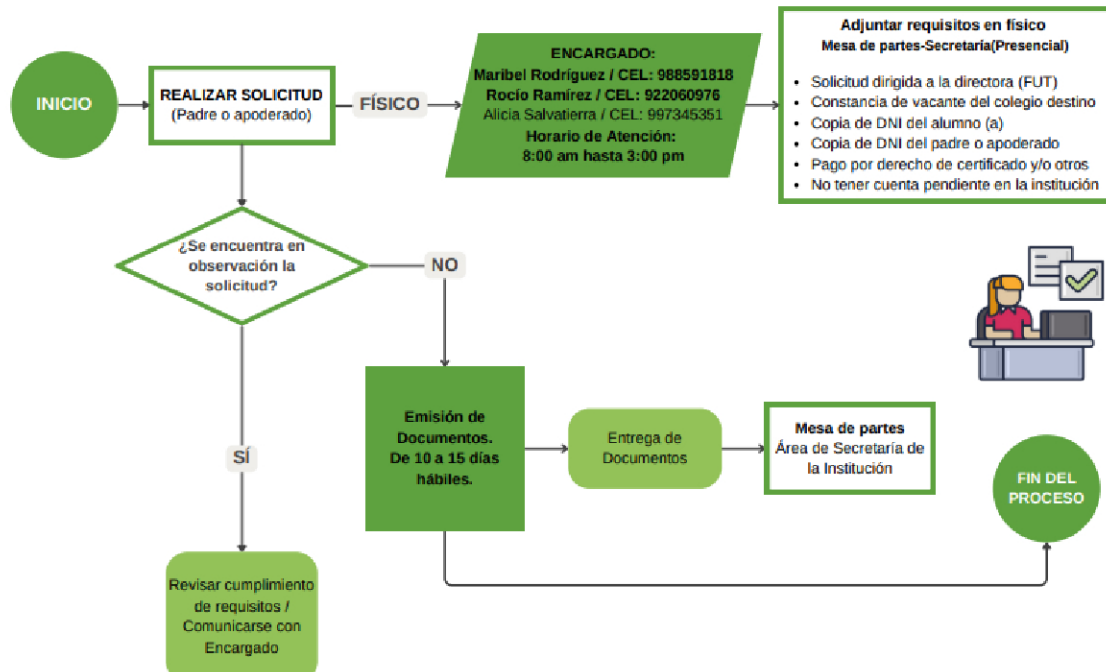 INICIO
REALIZAR SOLICITUD
(Padre o apoderado)
FÍSICO
ENCARGADO:
Maribel Rodríguez / CEL: 988591818
Rocío Ramírez / CEL: 922060976
Alicia Salvatierra / CEL: 997345351
Horario de Atención:
8:00 am hasta 3:00 pm
Adjuntar requisitos en físico
Mesa de partes-Secretaría(Presencial)
• Solicitud dirigida a la directora (FUT)
• Constancia de vacante del colegio destino
• Copia de DNI del alumno (a)
• Copia de DNI del padre o apoderado
• Pago por derecho de certificado y/o otros
• No tener cuenta pendiente en la institución
¿Se encuentra en
observación la
solicitud?
NO
SÍ
Emisión de
Documentos.
De 10 a 15 días
hábiles.
Entrega de
Documentos
Mesa de partes
Área de Secretaría de
la Institución
FIN DEL
PROCESO
Revisar cumplimiento
de requisitos /
Comunicarse con
Encargado